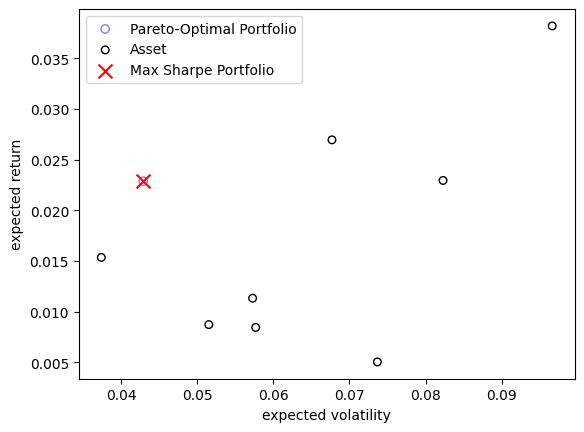 Pareto-Optimal Portfolio
Asset
Max Sharpe Portfolio
expected return
0.035
0.030
0.025
0.020
0.015
0.010
0.005
0.04 0.05 0.06 0.07 0.08 0.09
expected volatility